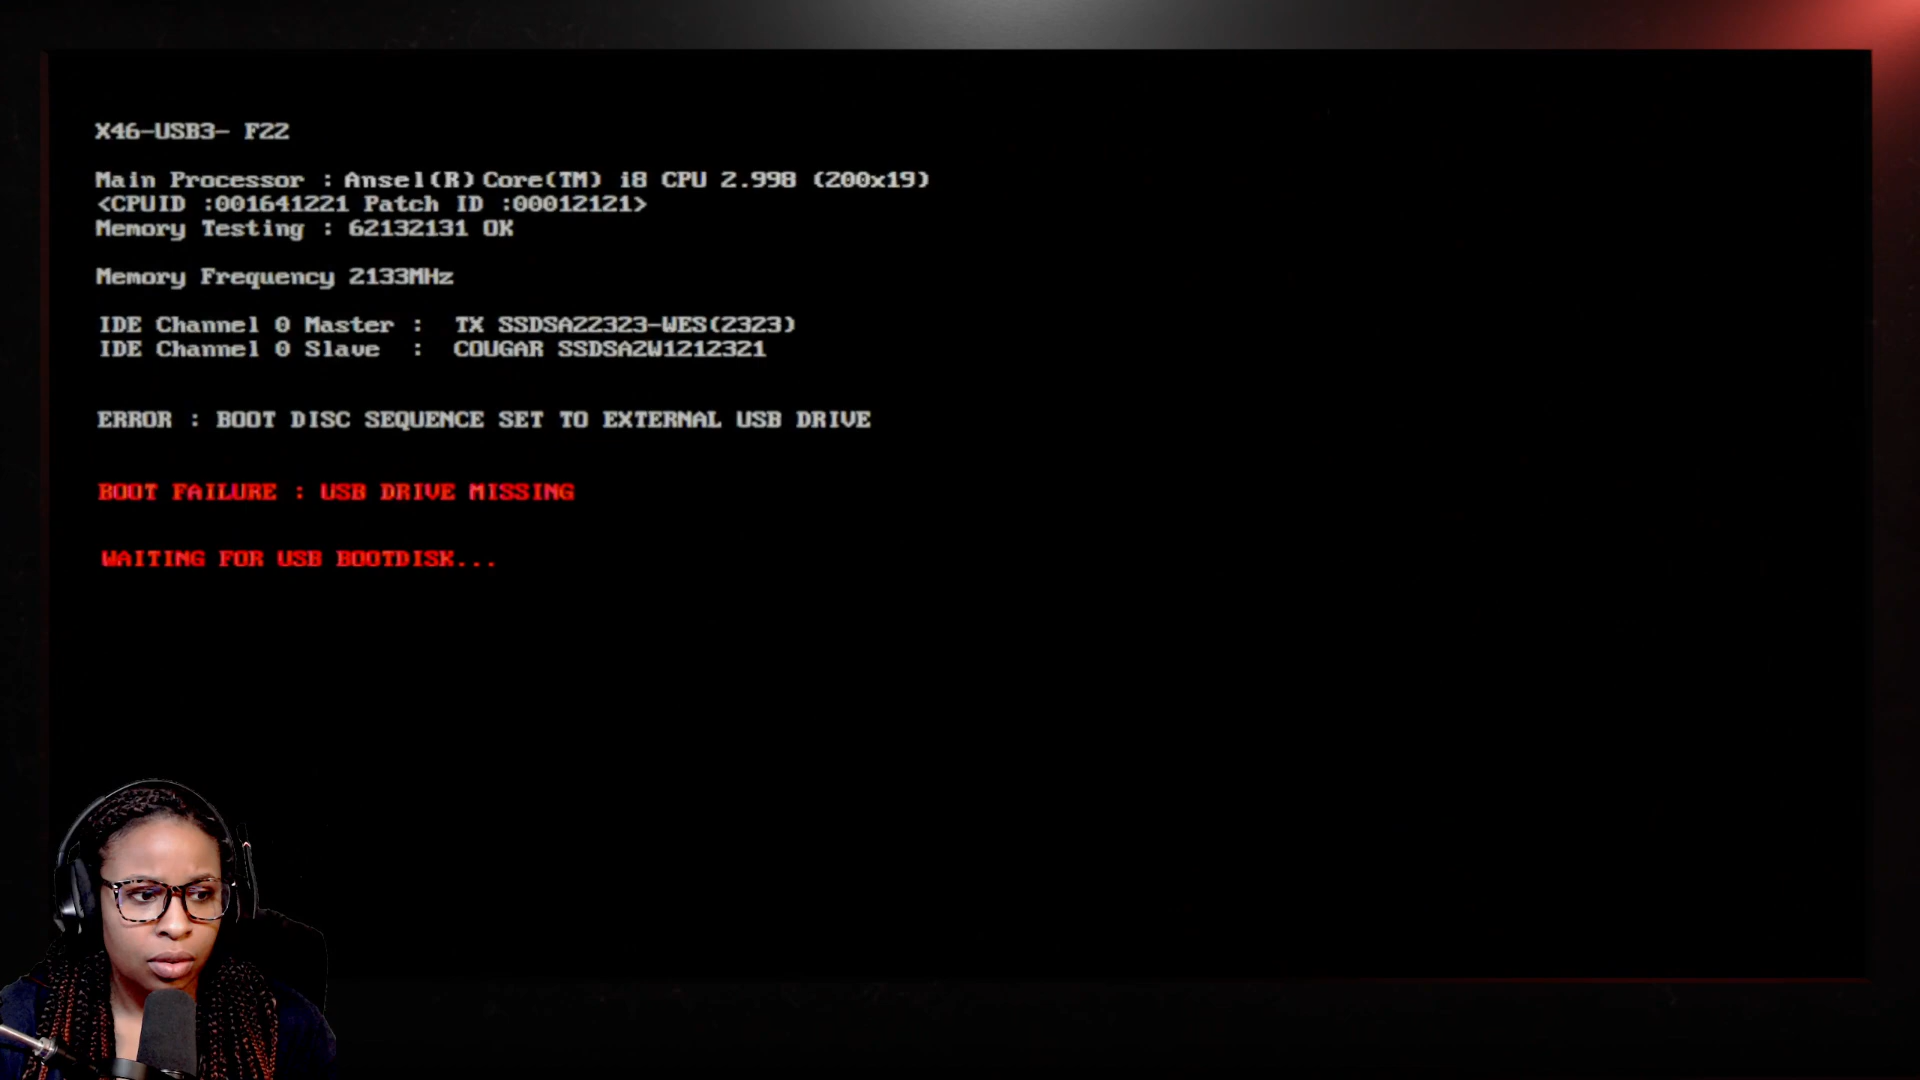 X46-USB3- F22
Main Processor : Ansel(R) Core(TM) i8 CPU 2.998 (200x19)
<CPUID :001641221 Patch ID :00012121>
Memory Testing : 62132131 OK
Memory Frequency 2133MHz
IDE Channel 0 Master : TX SSDSA22323-WES(2323)
IDE Channel 0 Slave : COUGAR SSDSA2W1212321
ERROR : BOOT DISC SEQUENCE SET TO EXTERNAL USB DRIVE
BOOT FAILURE : USB DRIVE MISSING
WAITING FOR USB BOOTDISK...